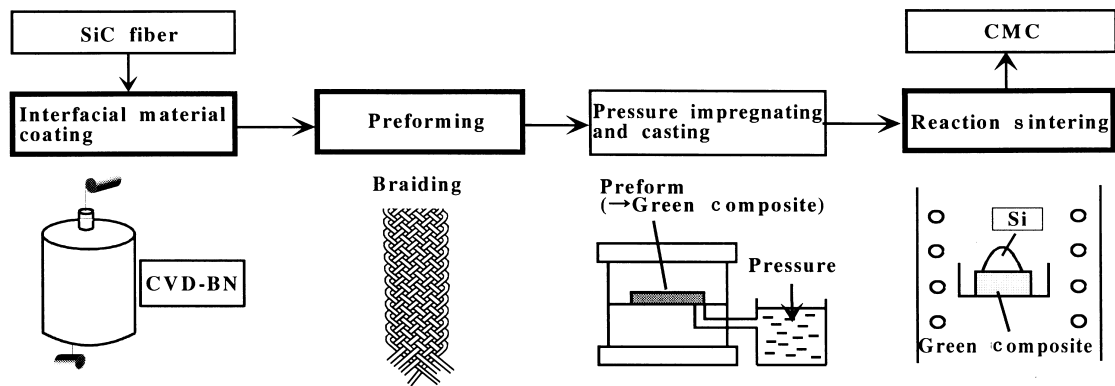 SiC fiber
CMC
Interfacial material
coating
Preforming
Pressure impregnating
and casting
Reaction sintering
Braiding
Preform
(→Green composite)
Si
Pressure
CVD-BN
Green composite